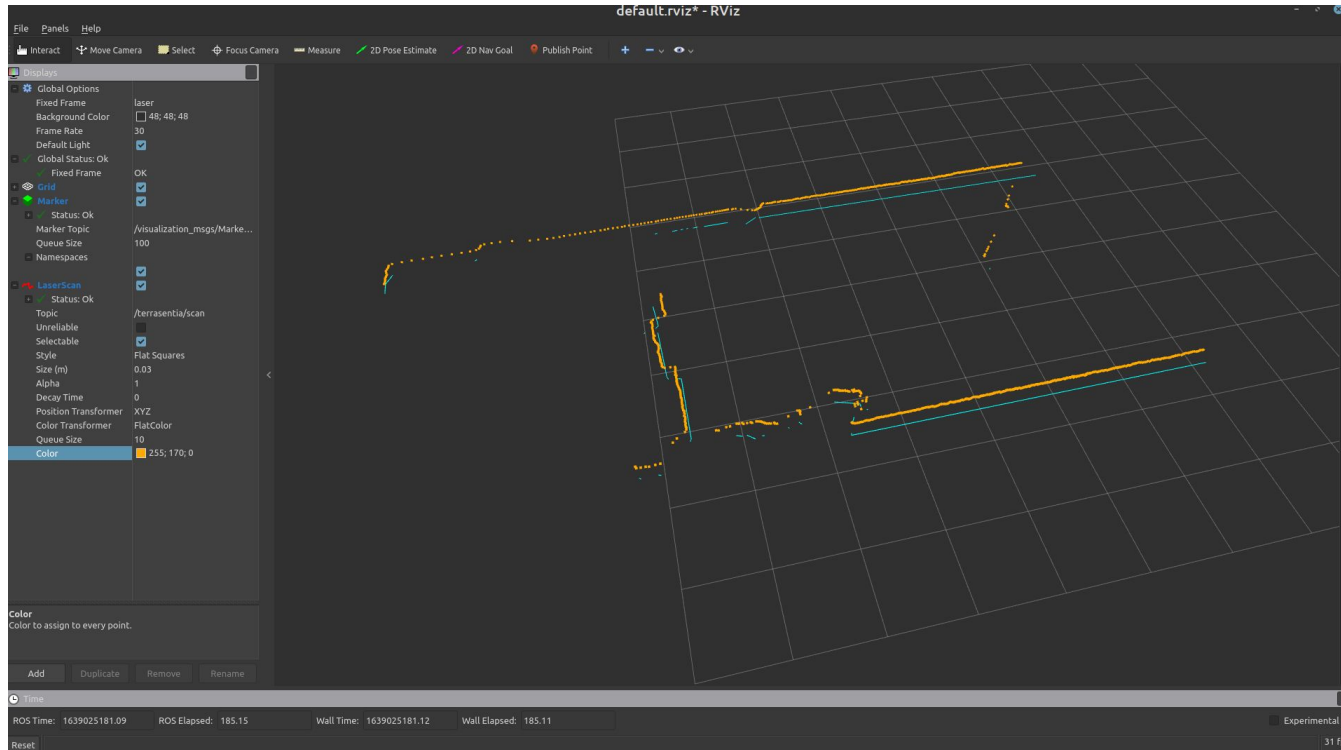 default.rviz* - RViz
File Panels Help
Interact Move Camera Select Focus Camera Measure 2D Pose Estimate 2D Nav Goal Publish Point
Displays
Global Options
Fixed Frame laser
Background Color 48; 48; 48
Frame Rate 30
Default Light
Global Status: Ok
Fixed Frame OK
Grid
Marker
Status: Ok
Marker Topic /visualization_msgs/Marke...
Queue Size 100
Namespaces
LaserScan
Status: Ok
Topic /terrasentia/scan
Unreliable
Selectable
Style Flat Squares
Size (m) 0.03
Alpha 1
Decay Time 0
Position Transformer XYZ
Color Transformer FlatColor
Queue Size 10
Color 255; 170; 0
Color
Color to assign to every point.
Add Duplicate Remove Rename
Time
ROS Time: 1639025181.09 ROS Elapsed: 185.15 Wall Time: 1639025181.12 Wall Elapsed: 185.11 Experimental
Reset 31